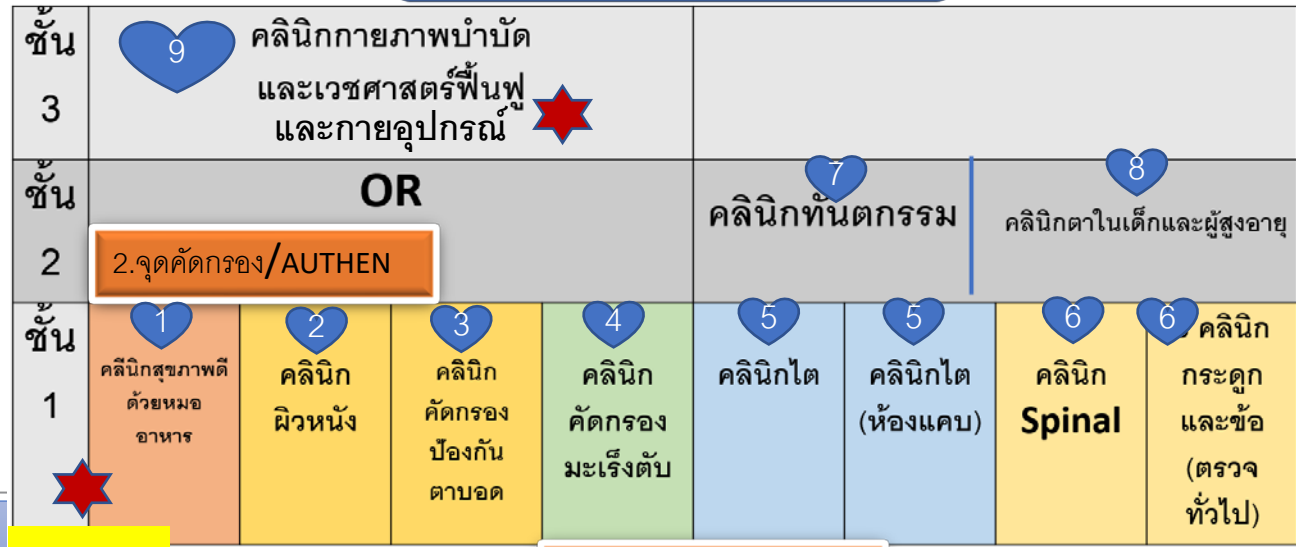 ชั้น
3
9
คลินิกกายภาพบำบัด
และเวชศาสตร์ฟื้นฟู
และกายอุปกรณ์
ชั้น
2
OR
2.จุดคัดกรอง/AUTHEN
7
คลินิกทันตกรรม
8
คลินิกตาในเด็กและผู้สูงอายุ
ชั้น
1
1
คลีนิกสุขภาพดี
ด้วยหมอ
อาหาร
2
คลินิก
ผิวหนัง
3
คลินิก
คัดกรอง
ป้องกัน
ตาบอด
4
คลินิก
คัดกรอง
มะเร็งตับ
5
คลินิกไต
5
คลินิกไต
(ห้องแคบ)
6
คลินิก
Spinal
6
คลินิก
กระดูก
และข้อ
(ตรวจ
ทั่วไป)